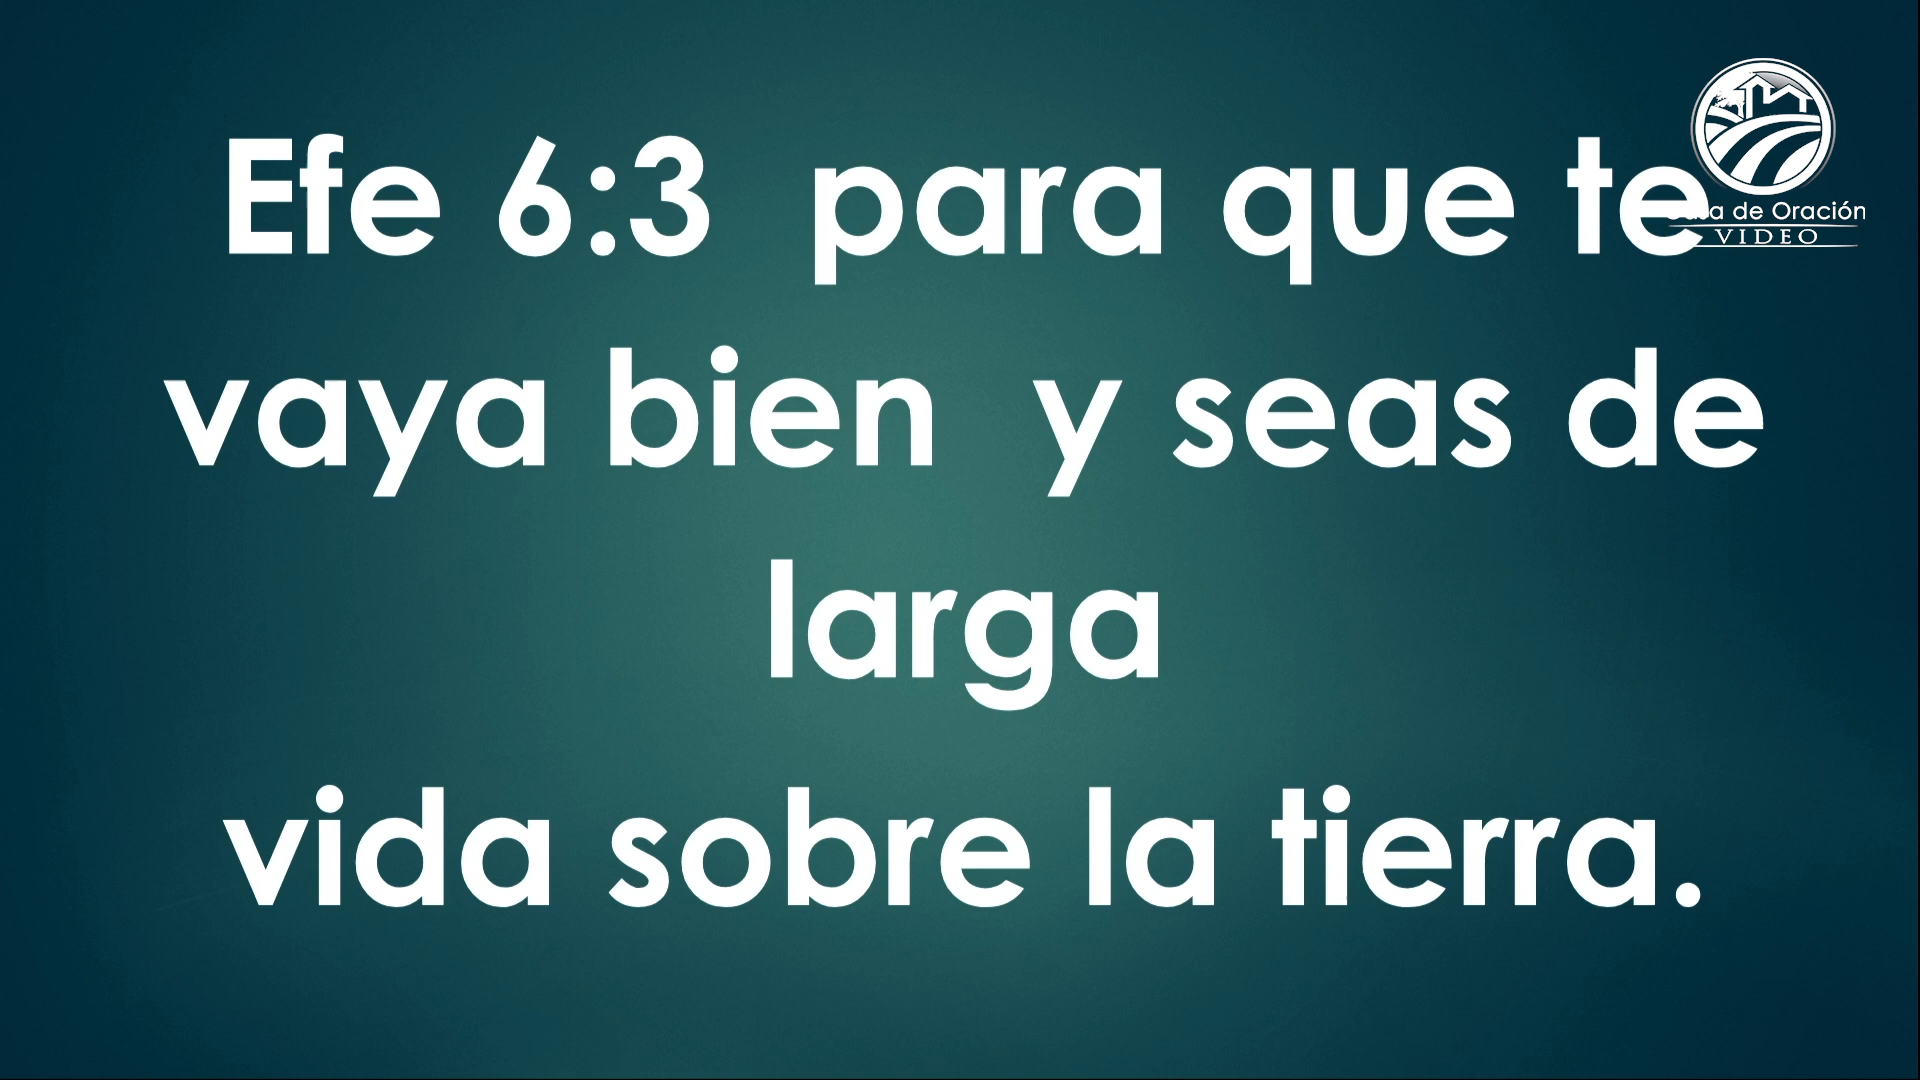 Efe 6:3  para que te
vaya bien  y seas de
larga
vida sobre la tierra.
de Oración
VIDEO